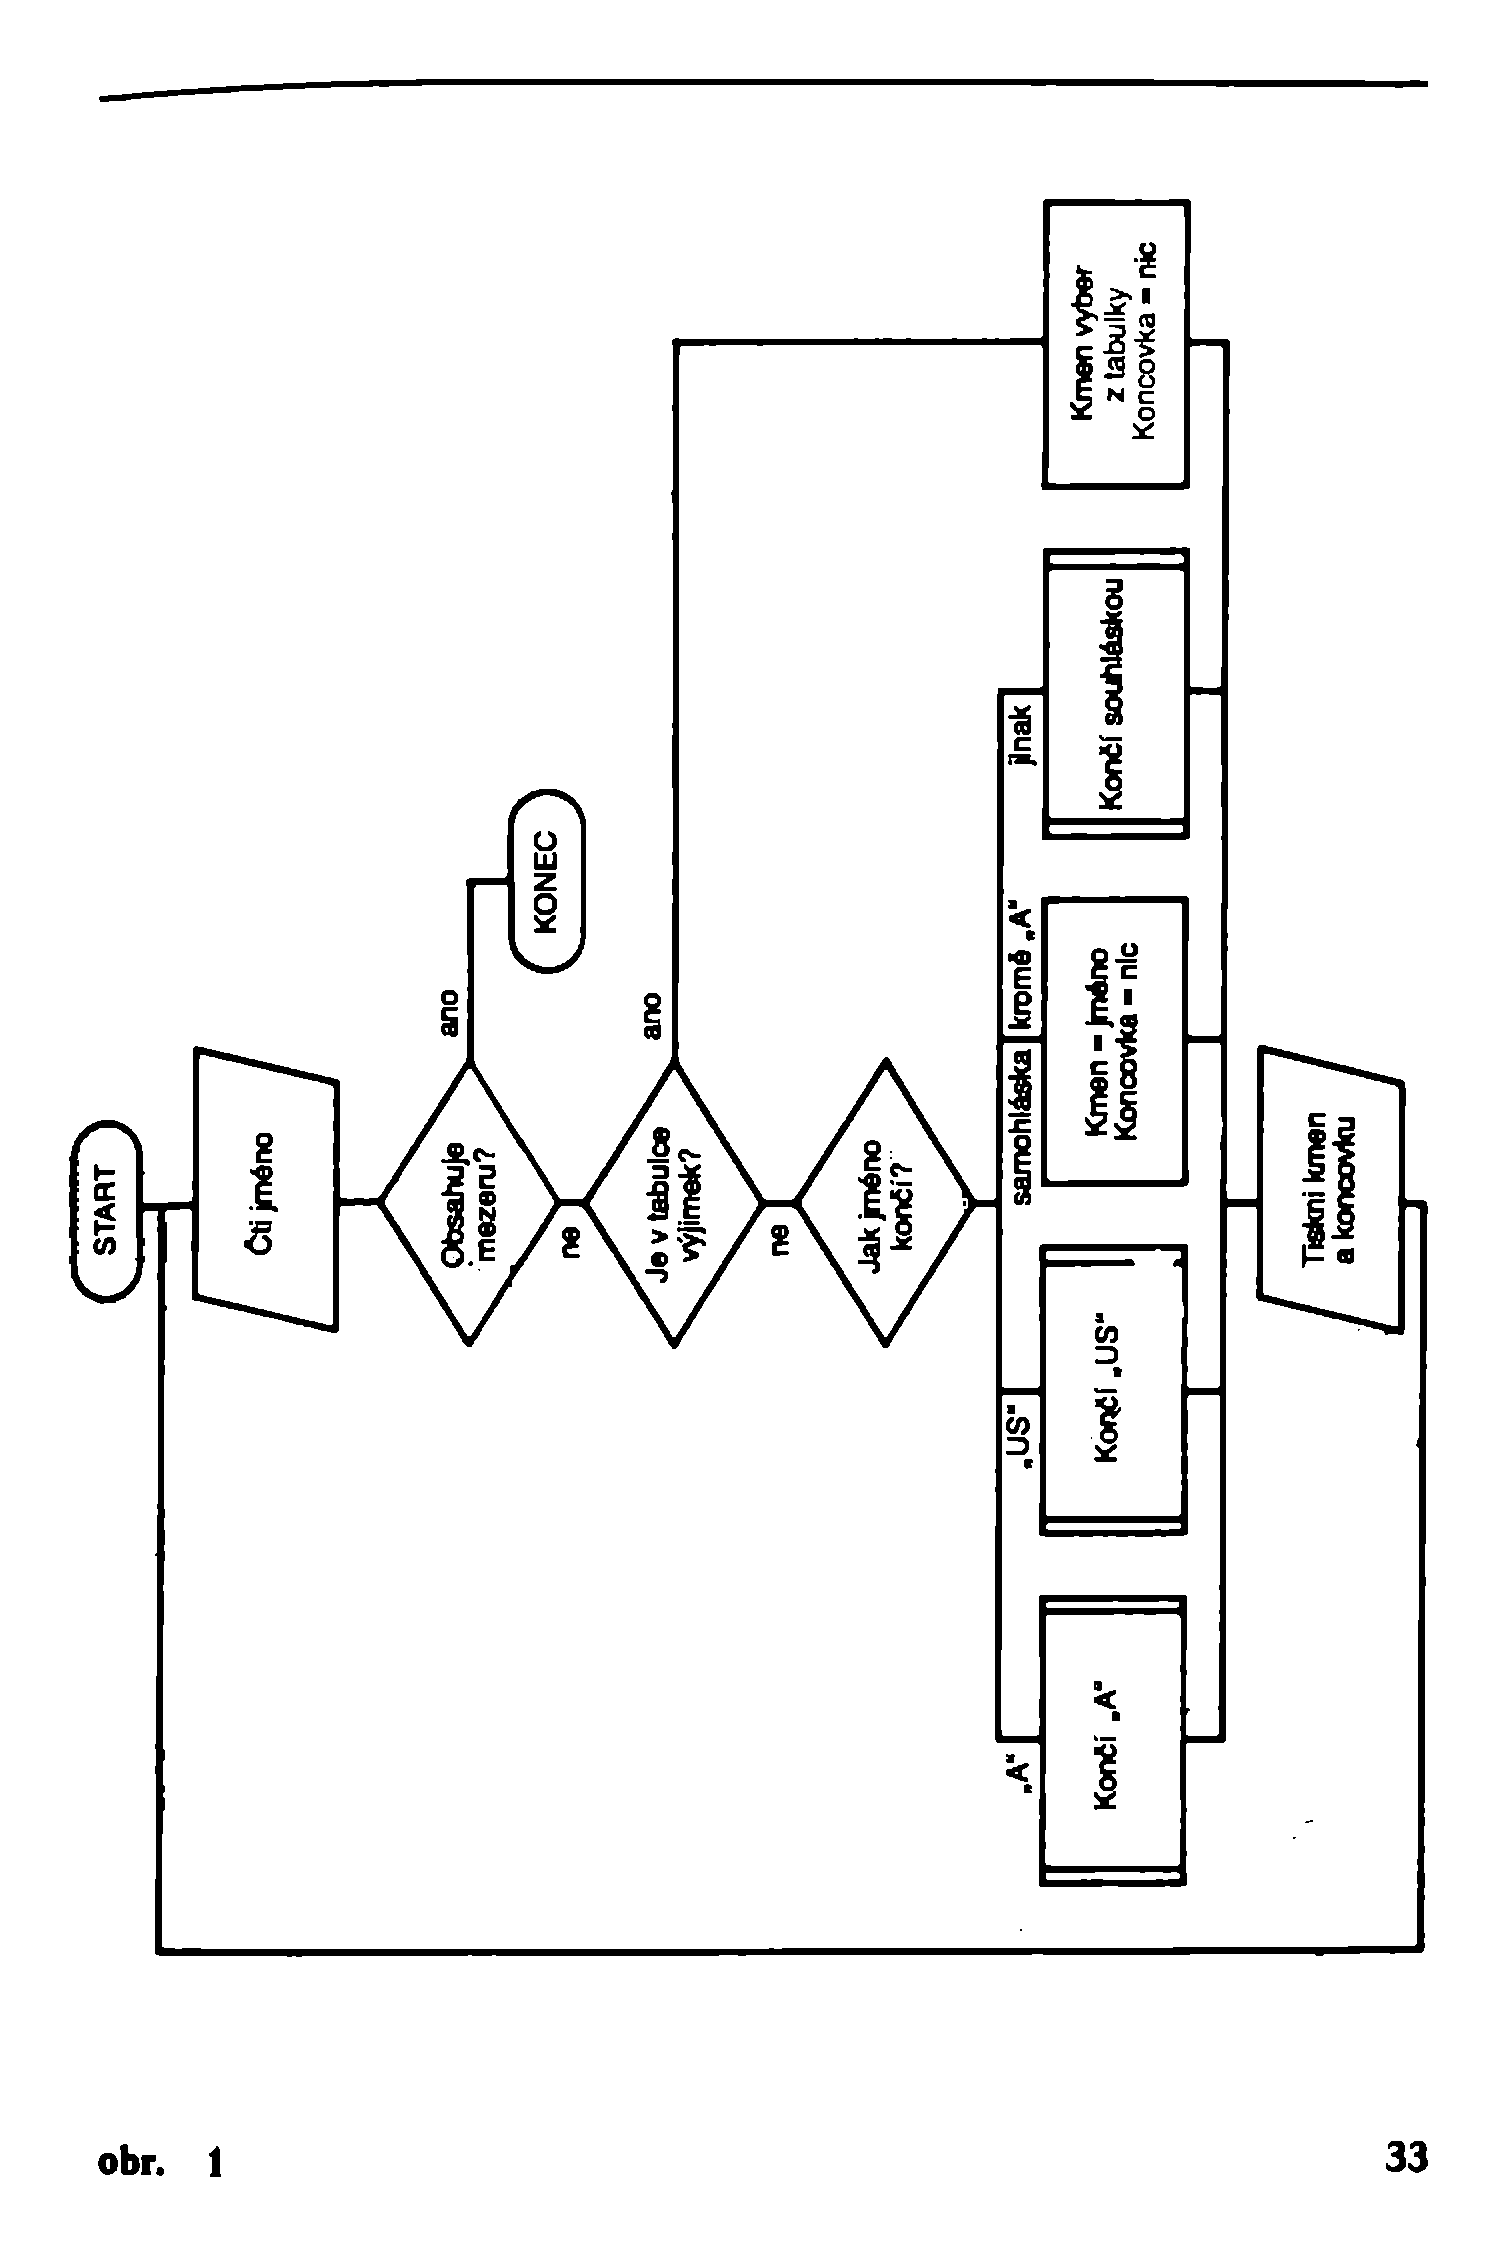 START
Čti jméno
Obsahuje
mezeru?
ano
KONEC
ne
Je v tabulce
výjimek?
ano
ne
Jak jméno
končí?
„A“
„US“
samohláska kromě „A“
jinak
Končí „A“
Končí „US“
Kmen = jméno
Koncovka = nic
Končí souhláskou
Kmen vyber
z tabulky
Koncovka = nic
Tiskni kmen
a koncovku
obr. 1
33